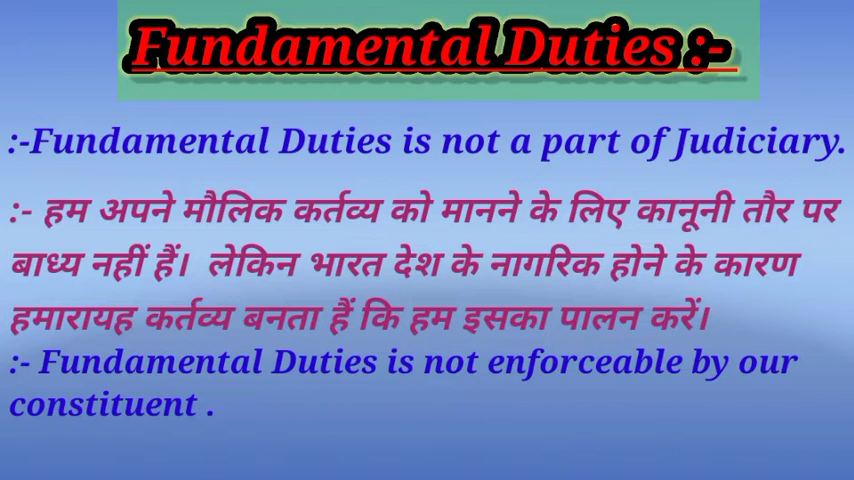 Fundamental Duties :-
:-Fundamental Duties is not a part of Judiciary.
:- हम अपने मौलिक कर्तव्य को मानने के लिए कानूनी तौर पर
बाध्य नहीं हैं। लेकिन भारत देश के नागरिक होने के कारण
हमारायह कर्तव्य बनता हैं कि हम इसका पालन करें।
:- Fundamental Duties is not enforceable by our
constituent .